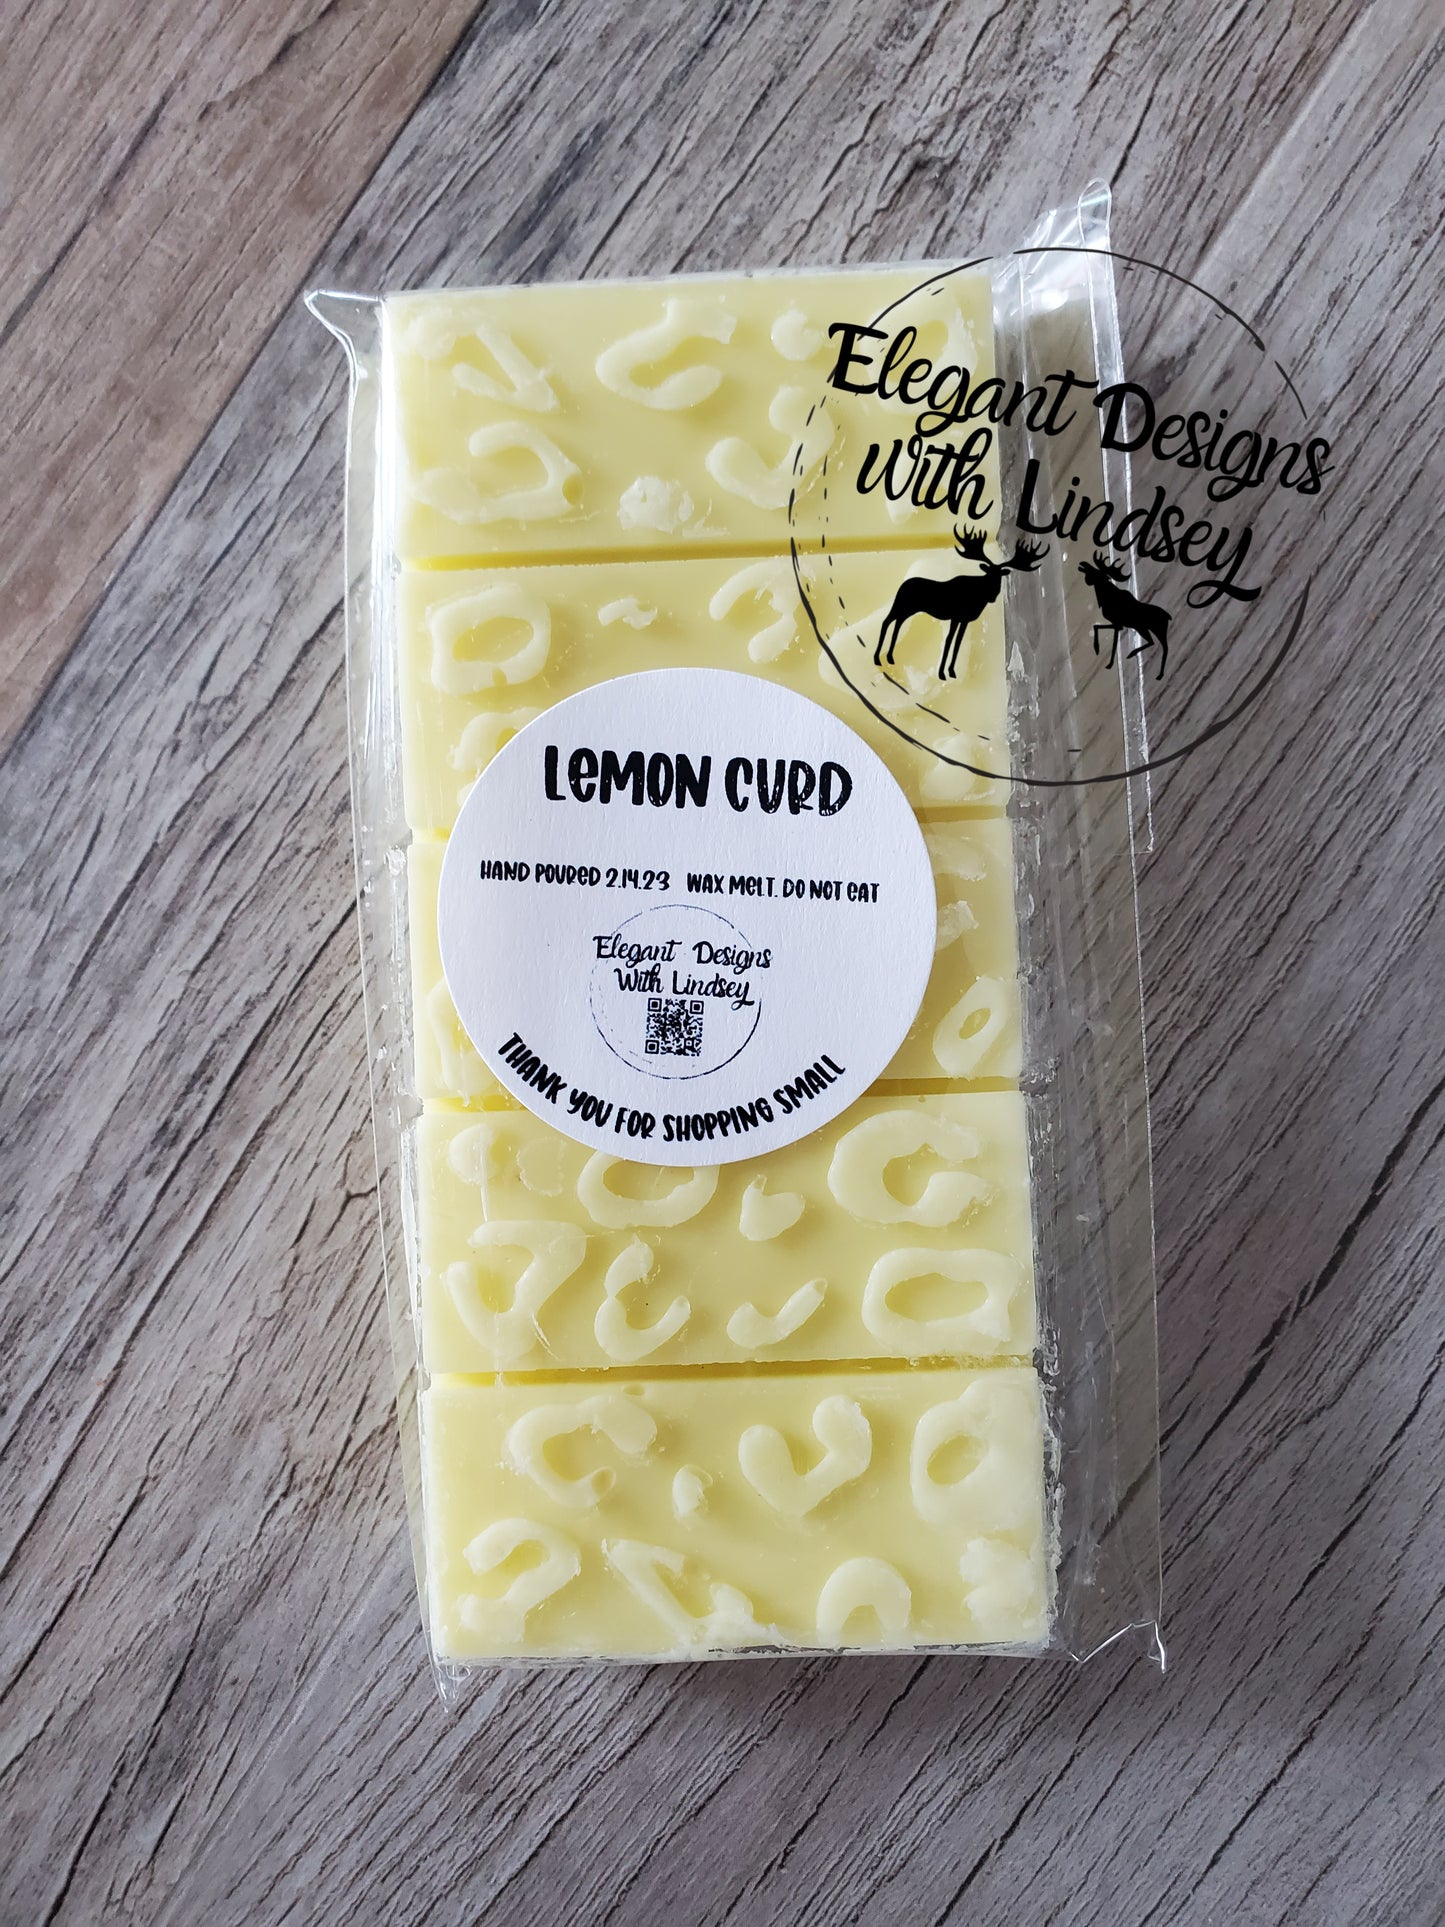 Elegant Designs
With Lindsey
LeMON CURD
HAND POURED 2.14.23 WAX MELT. DO NOT EAT
Elegant Designs
With Lindsey
THANK YOU FOR SHOPPING SMALL